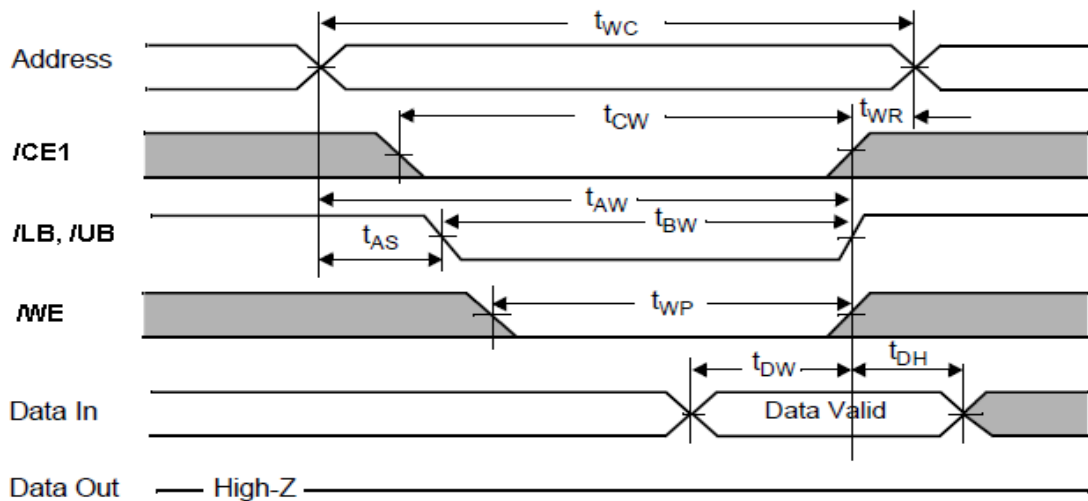 tWC
Address
tCW
tWR
/CE1
tAW
/LB, /UB
tBW
tAS
/WE
tWP
tDW
tDH
Data In
Data Valid
Data Out
High-Z